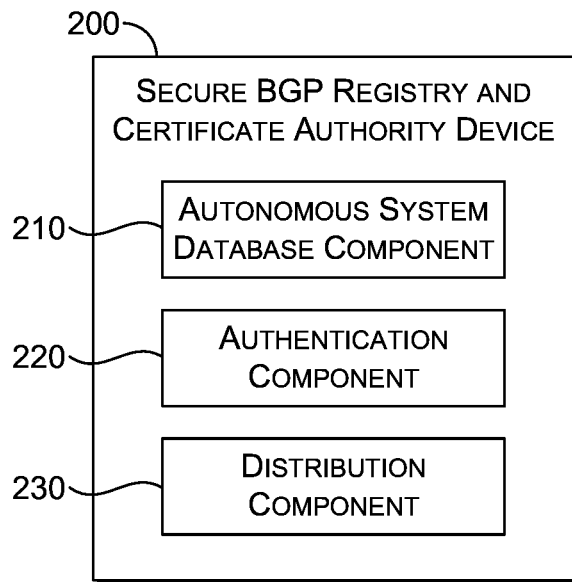 200
SECURE BGP REGISTRY AND
CERTIFICATE AUTHORITY DEVICE
210
AUTONOMOUS SYSTEM
DATABASE COMPONENT
220
AUTHENTICATION
COMPONENT
230
DISTRIBUTION
COMPONENT